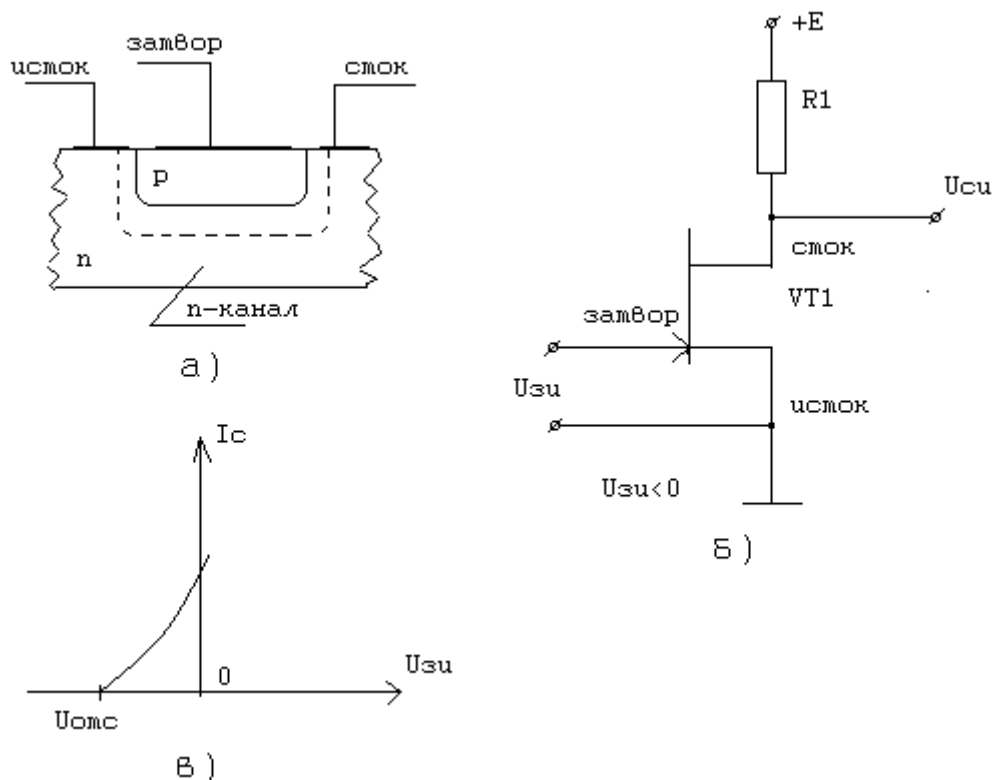 затвор
исток
сток
p
n
n-канал
а)
+E
R1
Uси
сток
VT1
затвор
Uзи
исток
Uзи<0
б)
Iс
0
Uзи
Uотс
в)